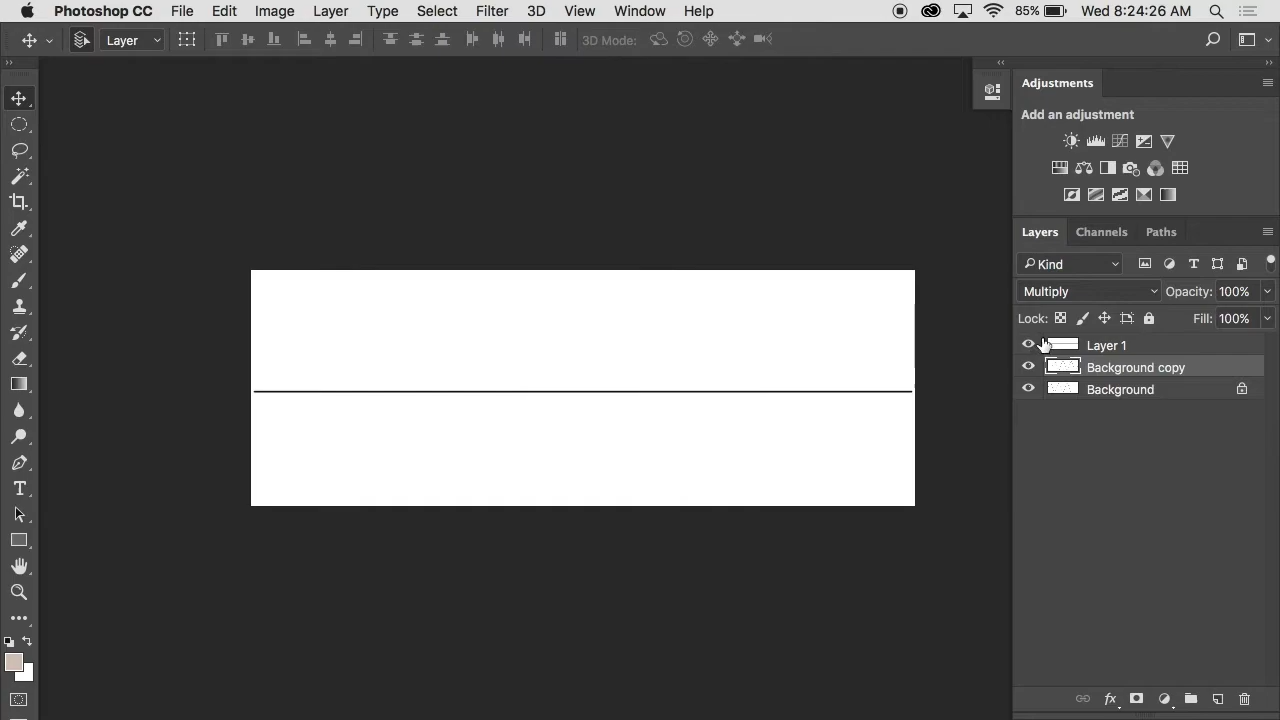 Photoshop CC File Edit Image Layer Type Select Filter 3D View Window Help 85% Wed 8:24:26 AM
Layer 3D Mode:
Adjustments
Add an adjustment
Layers Channels Paths
Kind
Multiply Opacity: 100%
Lock: Fill: 100%
Layer 1
Background copy
Background